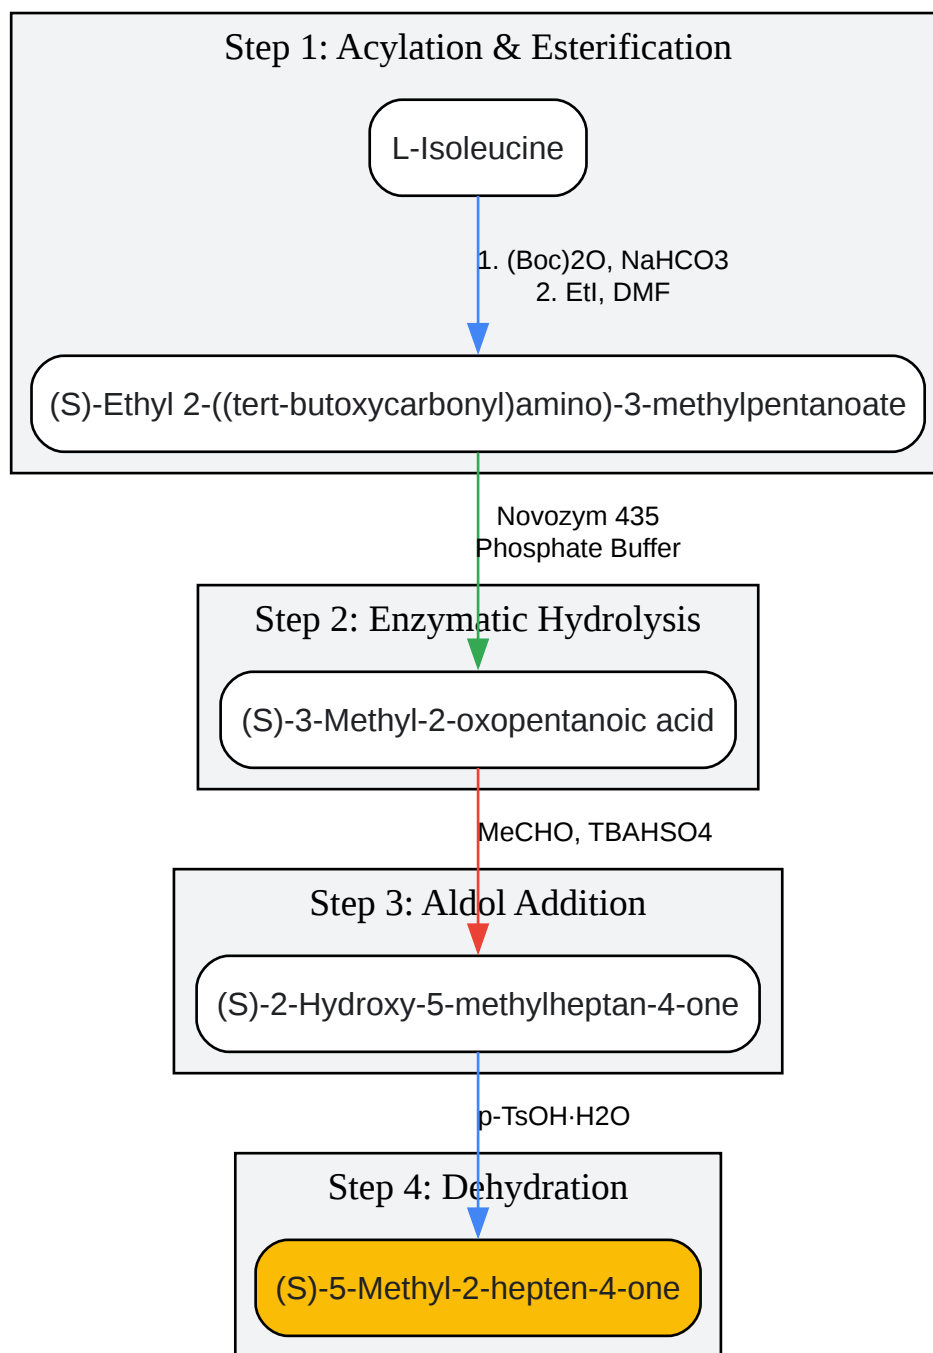 Step 1: Acylation & Esterification
L-Isoleucine
1. (Boc)2O, NaHCO3
2. EtI, DMF
(S)-Ethyl 2-((tert-butoxycarbonyl)amino)-3-methylpentanoate
Novozym 435
Phosphate Buffer
Step 2: Enzymatic Hydrolysis
(S)-3-Methyl-2-oxopentanoic acid
MeCHO, TBAHSO4
Step 3: Aldol Addition
(S)-2-Hydroxy-5-methylheptan-4-one
p-TsOH·H2O
Step 4: Dehydration
(S)-5-Methyl-2-hepten-4-one